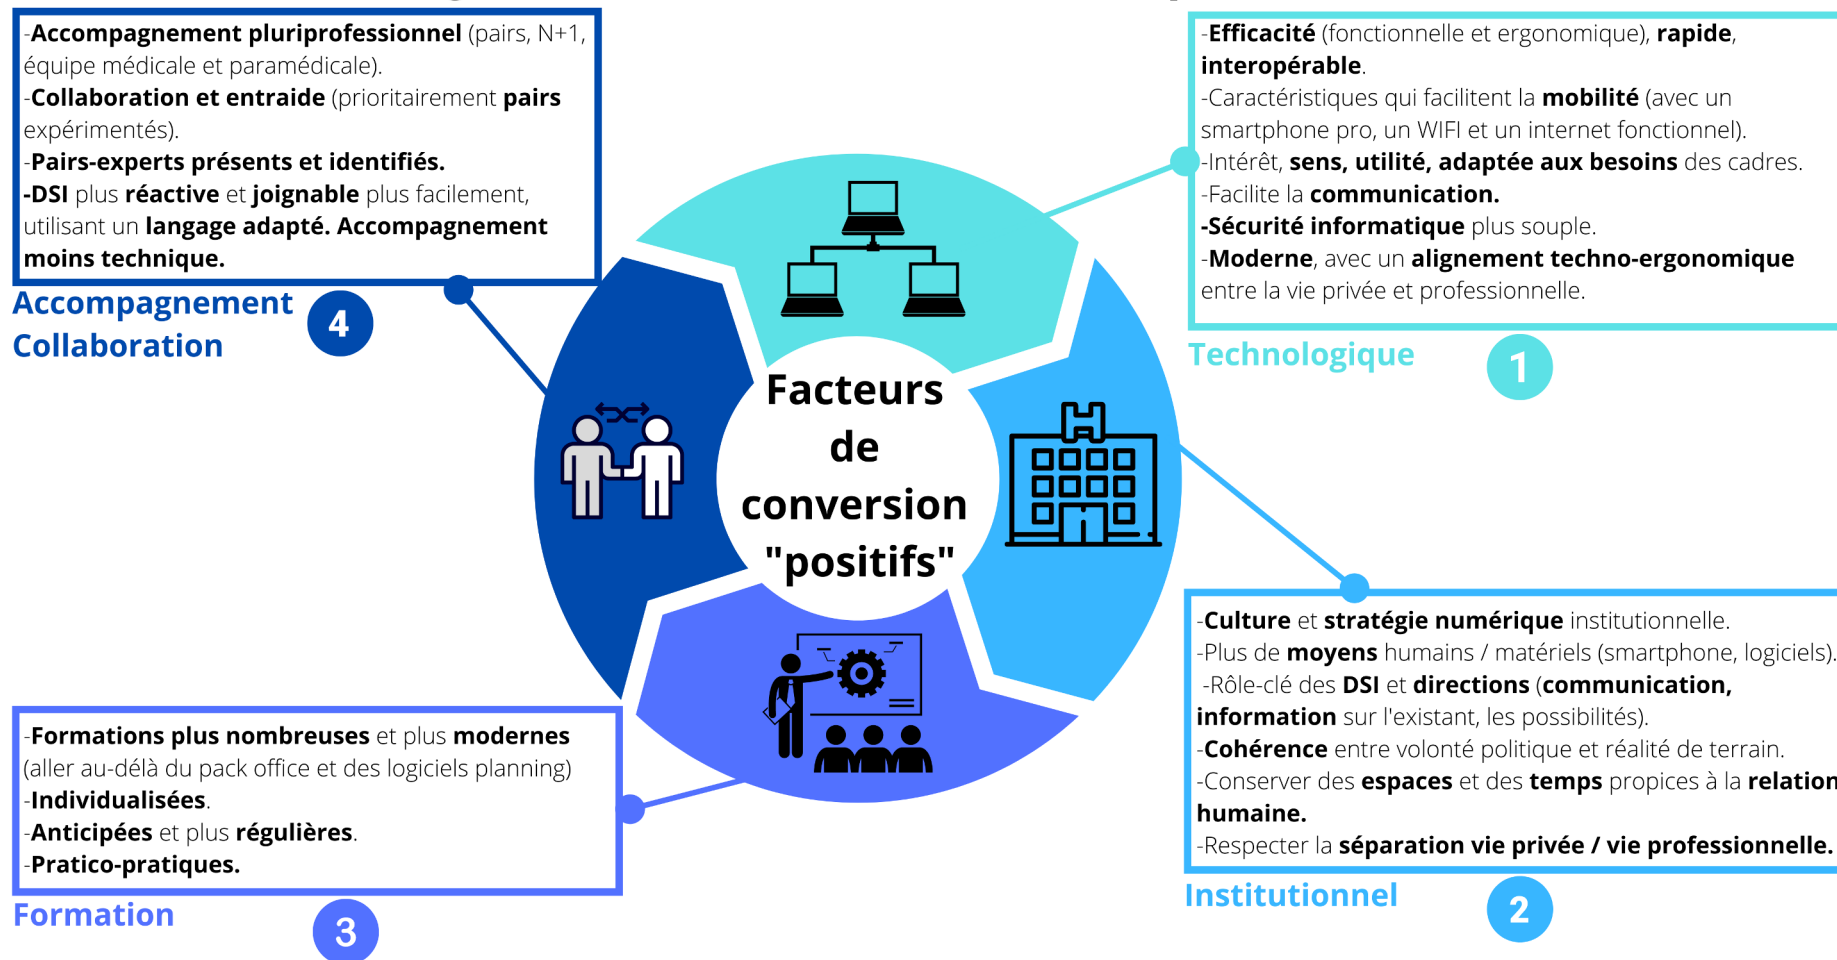 -Accompagnement pluriprofessionnel (pairs, N+1,
équipe médicale et paramédicale).
-Collaboration et entraide (prioritairement pairs
expérimentés).
-Pairs-experts présents et identifiés.
-DSI plus réactive et joignable plus facilement,
utilisant un langage adapté. Accompagnement
moins technique.
Accompagnement
Collaboration
4
-Efficacité (fonctionnelle et ergonomique), rapide,
interopérable.
-Caractéristiques qui facilitent la mobilité (avec un
smartphone pro, un WIFI et un internet fonctionnel).
-Intérêt, sens, utilité, adaptée aux besoins des cadres.
-Facilite la communication.
-Sécurité informatique plus souple.
-Moderne, avec un alignement techno-ergonomique
entre la vie privée et professionnelle.
Technologique
1
Facteurs
de
conversion
"positifs"
-Culture et stratégie numérique institutionnelle.
-Plus de moyens humains / matériels (smartphone, logiciels).
-Rôle-clé des DSI et directions (communication,
information sur l'existant, les possibilités).
-Cohérence entre volonté politique et réalité de terrain.
-Conserver des espaces et des temps propices à la relation
humaine.
-Respecter la séparation vie privée / vie professionnelle.
Institutionnel
2
-Formations plus nombreuses et plus modernes
(aller au-délà du pack office et des logiciels planning)
-Individualisées.
-Anticipées et plus régulières.
-Pratico-pratiques.
Formation
3